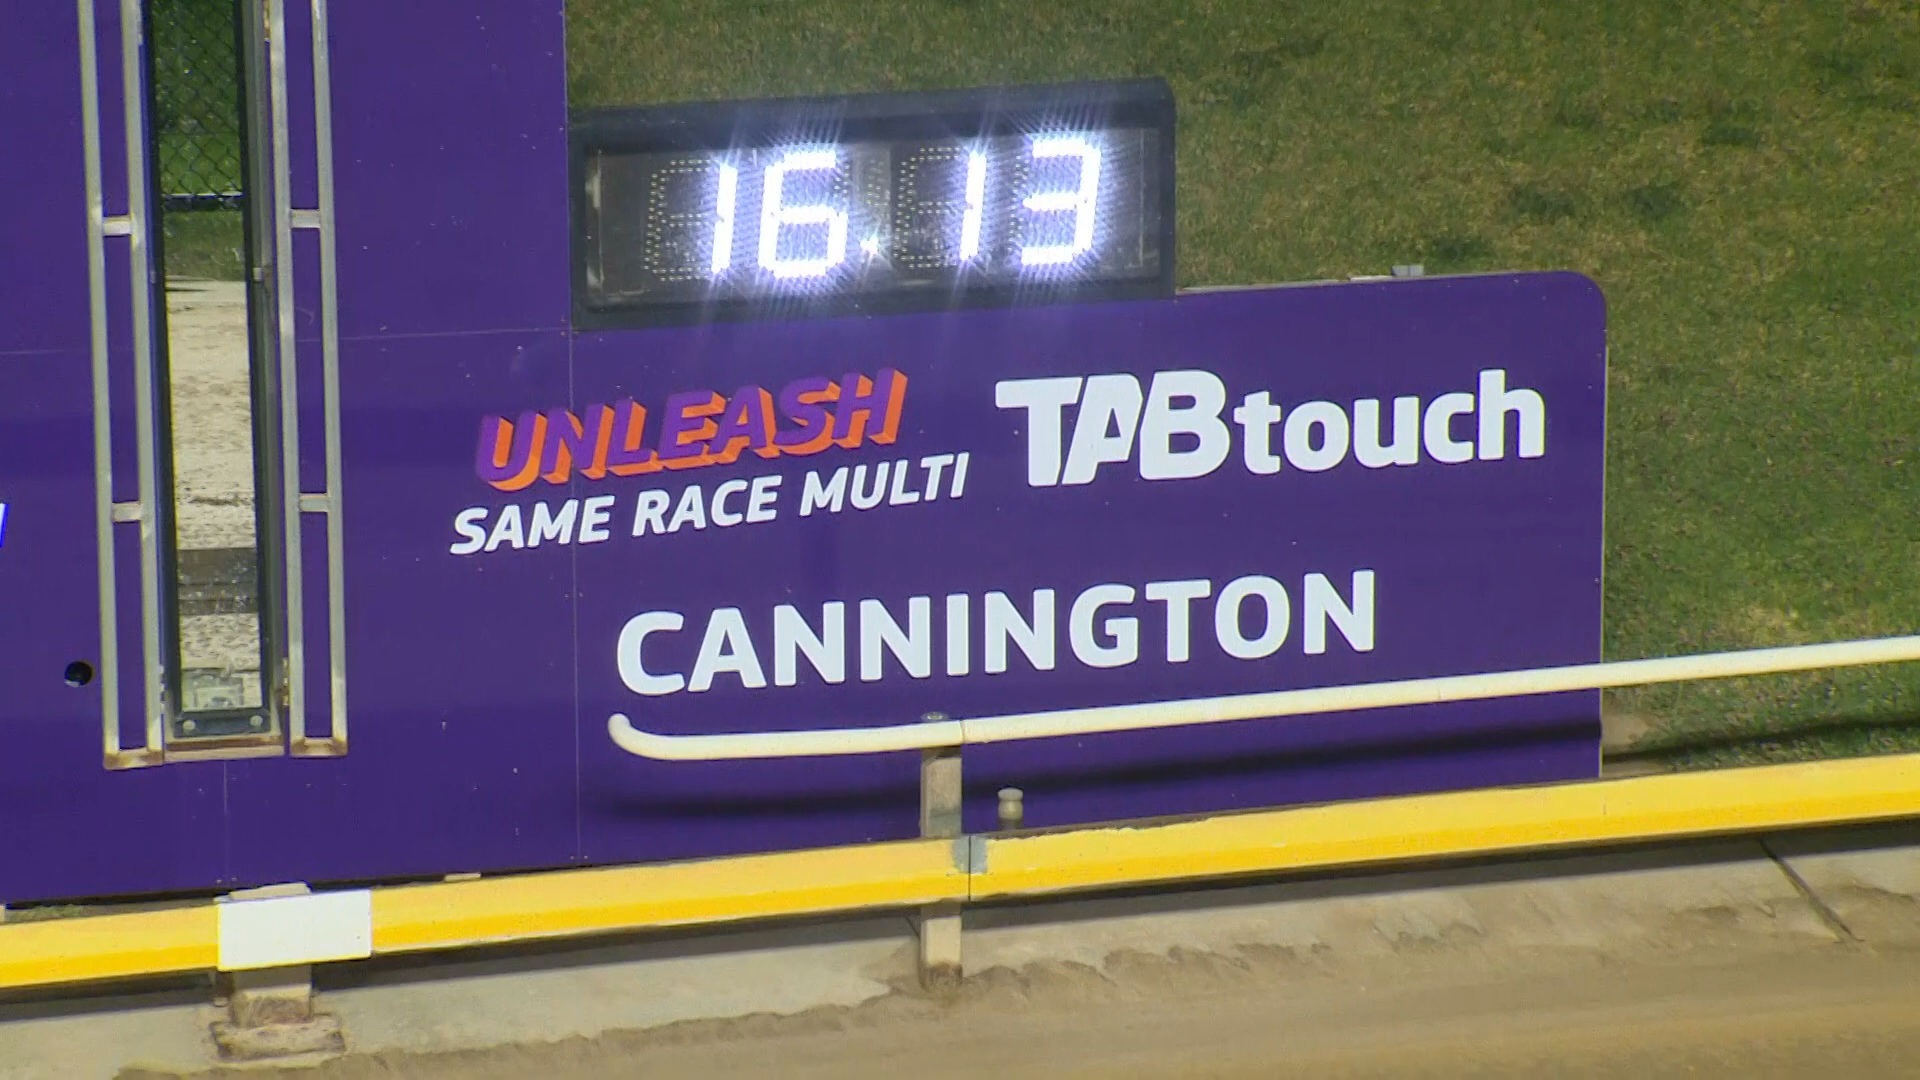 16.13
UNLEASH
SAME RACE MULTI
TABtouch
CANNINGTON